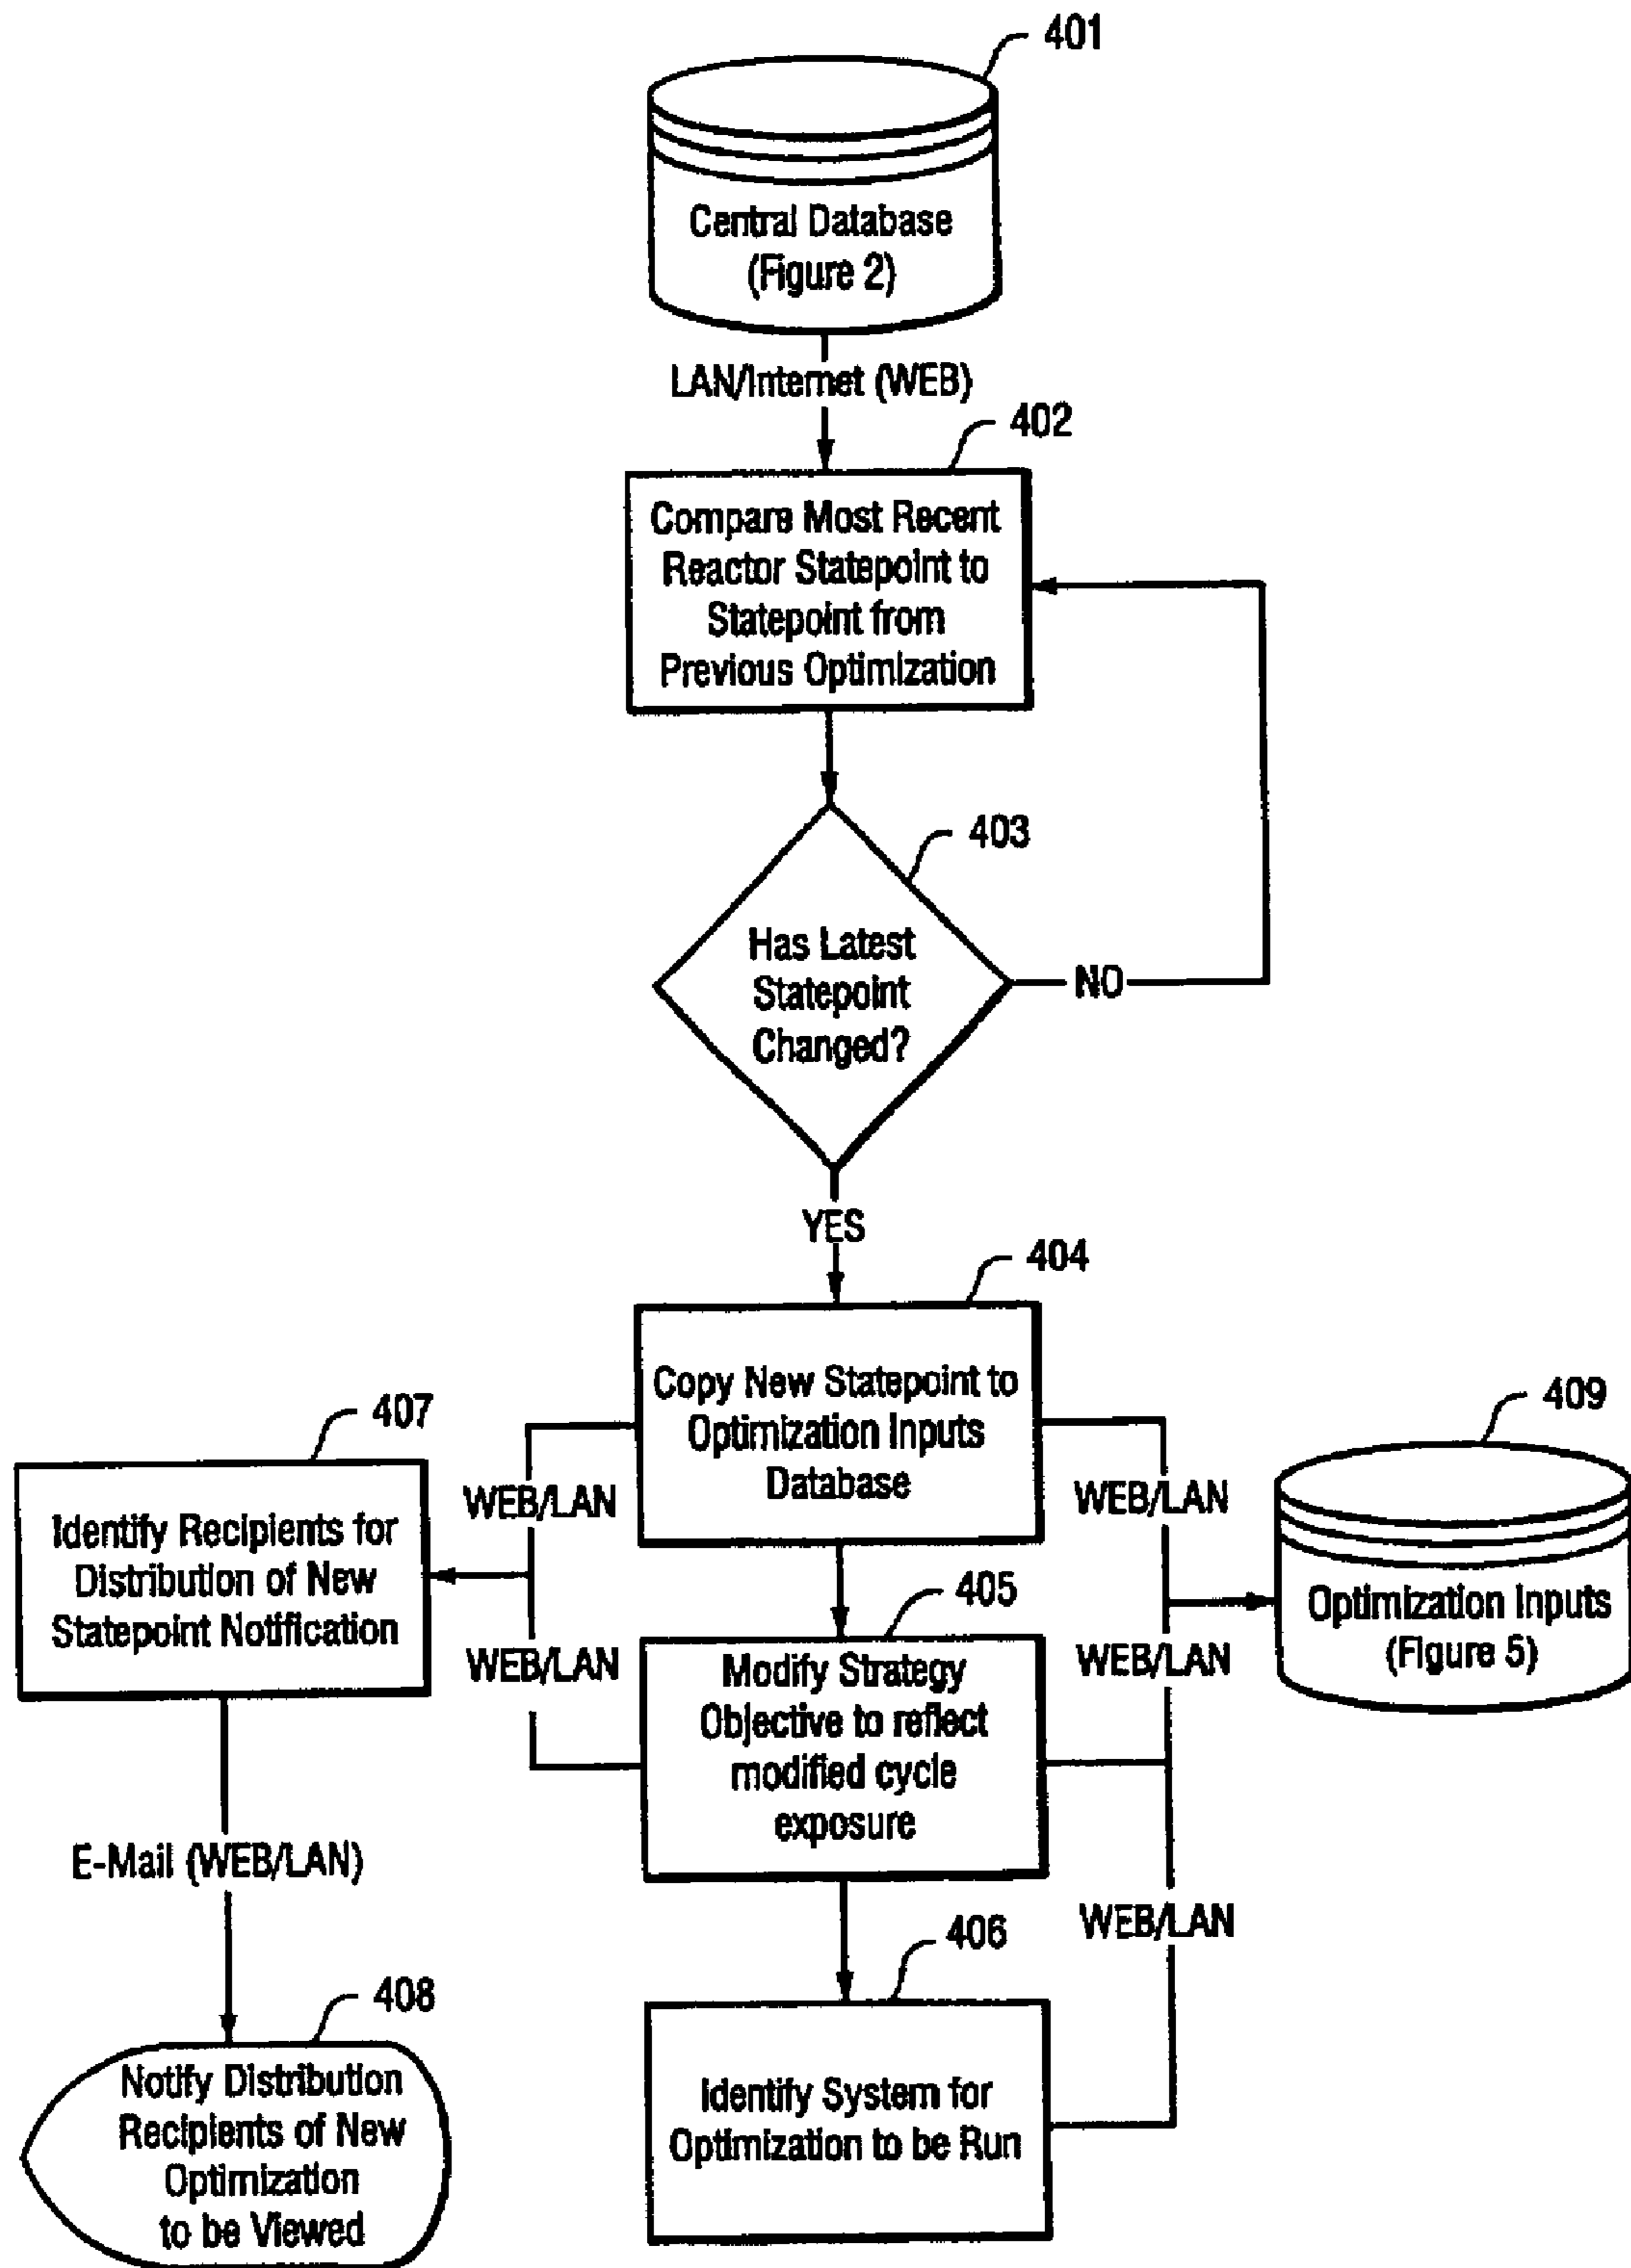 401
Central Database
(Figure 2)
LAN/Internet (WEB)
402
Compare Most Recent
Reactor Statepoint to
Statepoint from
Previous Optimization
403
Has Latest
Statepoint
Changed?
NO
YES
404
Copy New Statepoint to
Optimization Inputs
Database
407
Identify Recipients for
Distribution of New
Statepoint Notification
WEB/LAN
WEB/LAN
409
Optimization Inputs
(Figure 5)
405
WEB/LAN
WEB/LAN
Modify Strategy
Objective to reflect
modified cycle
exposure
E-Mail (WEB/LAN)
WEB/LAN
406
Identify System for
Optimization to be Run
408
Notify Distribution
Recipients of New
Optimization
to be Viewed